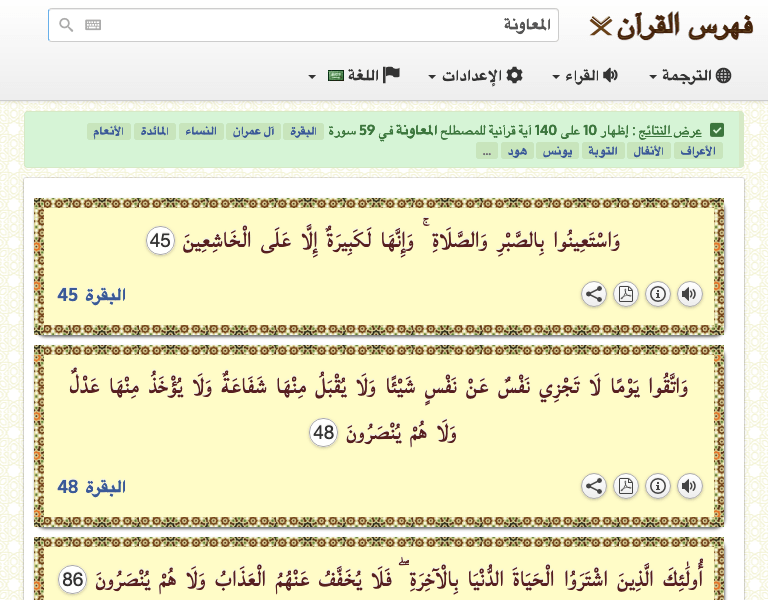 فهرس القرآن
المعاونة
الترجمة
القراء
الإعدادات
اللغة
عرض النتائج : إظهار 10 على 140 آية قرآنية للمصطلح المعاونة في 59 سورة البقرة آل عمران النساء المائدة الأنعام
الأعراف الأنفال التوبة يونس هود ...
وَاسْتَعِينُوا بِالصَّبْرِ وَالصَّلَاةِ ۚ وَإِنَّهَا لَكَبِيرَةٌ إِلَّا عَلَى الْخَاشِعِينَ 45
البقرة 45
وَاتَّقُوا يَوْمًا لَا تَجْزِي نَفْسٌ عَنْ نَفْسٍ شَيْئًا وَلَا يُقْبَلُ مِنْهَا شَفَاعَةٌ وَلَا يُؤْخَذُ مِنْهَا عَدْلٌ
وَلَا هُمْ يُنْصَرُونَ 48
البقرة 48
أُولَٰئِكَ الَّذِينَ اشْتَرَوُا الْحَيَاةَ الدُّنْيَا بِالْآخِرَةِ ۖ فَلَا يُخَفَّفُ عَنْهُمُ الْعَذَابُ وَلَا هُمْ يُنْصَرُونَ 86